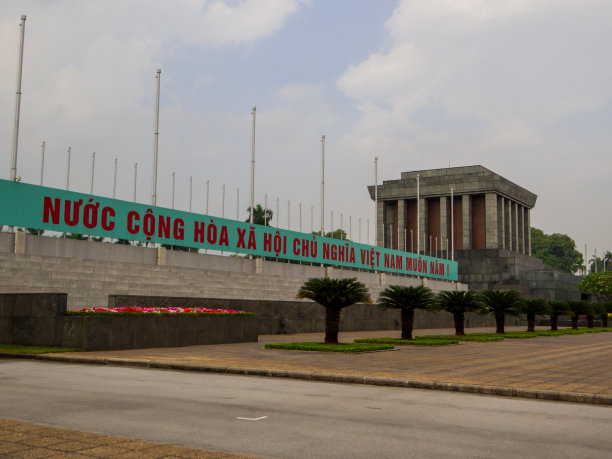 NƯỚC CỘNG HÒA XÃ HỘI CHỦ NGHĨA VIỆT NAM MUÔN NĂM !